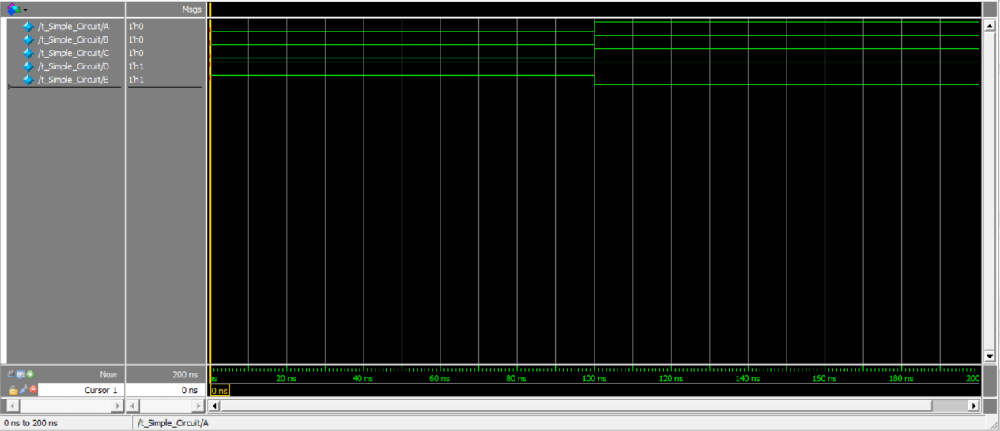 Msgs
/t_Simple_Circuit/A 1'h0
/t_Simple_Circuit/B 1'h0
/t_Simple_Circuit/C 1'h0
/t_Simple_Circuit/D 1'h1
/t_Simple_Circuit/E 1'h1
Now 200 ns ns 20 ns 40 ns 60 ns 80 ns 100 ns 120 ns 140 ns 160 ns 180 ns 200
Cursor 1 0 ns 0 ns
0 ns to 200 ns /t_Simple_Circuit/A